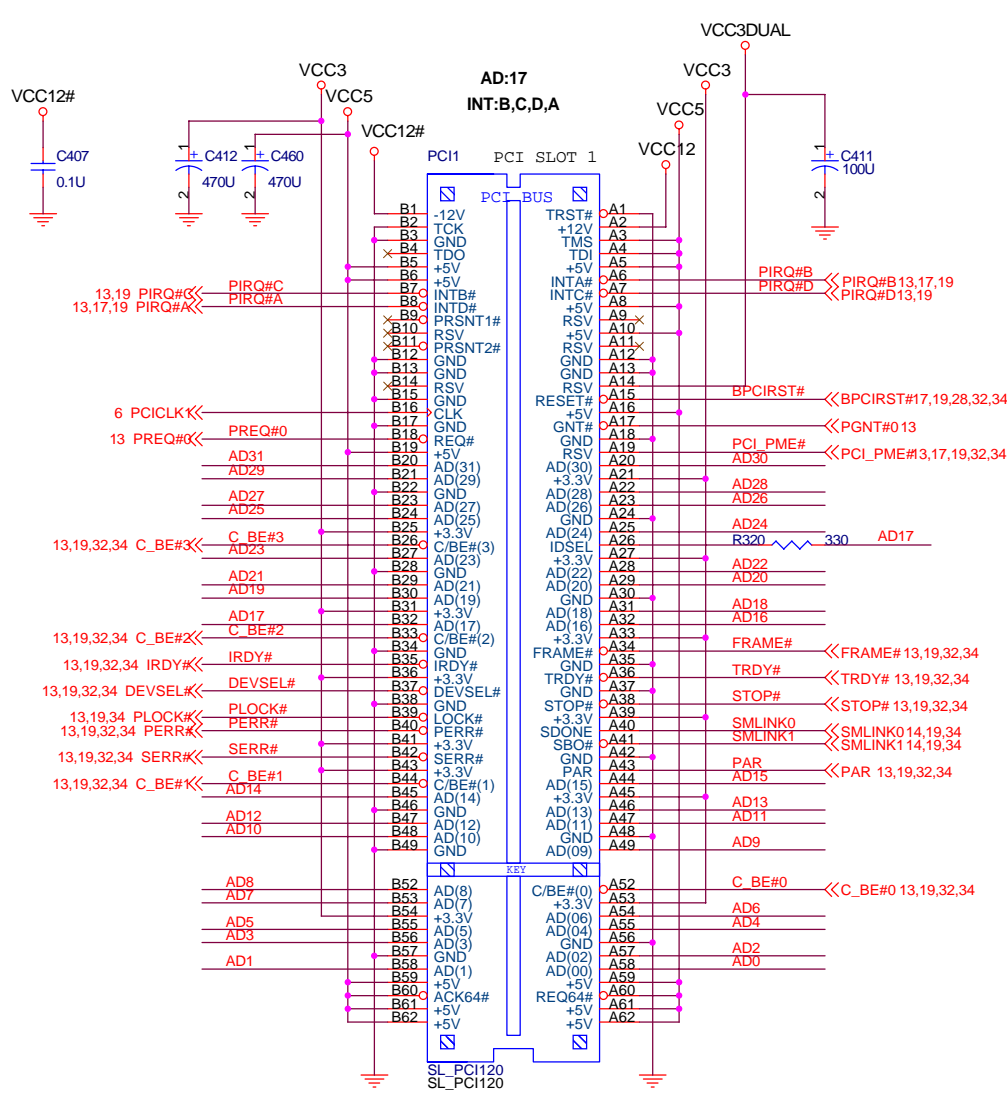 VCC3DUAL
VCC3
VCC3
AD:17
VCC12#
VCC5
INT:B,C,D,A
VCC5
VCC12#
VCC12
C407
0.1U
1
C412
470U
2
1
C460
470U
2
PCI1
PCI SLOT 1
1
C411
100U
2
PCI BUS
B1 -12V TRST# A1
B2 TCK +12V A2
B3 GND TMS A3
B4 TDO TDI A4
B5 +5V +5V A5
B6 +5V INTA# A6 PIRQ#B PIRQ#B13,17,19
13,19 PIRQ#C PIRQ#C B7 INTB# INTC# A7 PIRQ#D PIRQ#D13,19
13,17,19 PIRQ#A PIRQ#A B8 INTD# +5V A8
B9 PRSNT1# RSV A9
B10 RSV +5V A10
B11 PRSNT2# RSV A11
B12 GND GND A12
B13 GND GND A13
B14 RSV RSV A14
B15 GND RESET# A15 BPCIRST# BPCIRST#17,19,28,32,34
6 PCICLK1 B16 CLK +5V A16
B17 GND GNT# A17 PGNT#013
13 PREQ#0 PREQ#0 B18 REQ# GND A18
B19 +5V RSV A19 PCI_PME# PCI_PME#13,17,19,32,34
AD31 B20 AD(31) AD(30) A20 AD30
AD29 B21 AD(29) +3.3V A21
B22 GND AD(28) A22 AD28
AD27 B23 AD(27) AD(26) A23 AD26
AD25 B24 AD(25) GND A24
B25 +3.3V AD(24) A25 AD24
13,19,32,34 C_BE#3 C_BE#3 B26 C/BE#(3) IDSEL A26 R320 330 AD17
AD23 B27 AD(23) +3.3V A27
B28 GND AD(22) A28 AD22
AD21 B29 AD(21) AD(20) A29 AD20
AD19 B30 AD(19) GND A30
B31 +3.3V AD(18) A31 AD18
AD17 B32 AD(17) AD(16) A32 AD16
13,19,32,34 C_BE#2 C_BE#2 B33 C/BE#(2) +3.3V A33
B34 GND FRAME# A34 FRAME# FRAME# 13,19,32,34
13,19,32,34 IRDY# IRDY# B35 IRDY# GND A35
B36 +3.3V TRDY# A36 TRDY# TRDY# 13,19,32,34
13,19,32,34 DEVSEL# DEVSEL# B37 DEVSEL# GND A37
B38 GND STOP# A38 STOP# STOP# 13,19,32,34
13,19,34 PLOCK# PLOCK# B39 LOCK# +3.3V A39
13,19,32,34 PERR# PERR# B40 PERR# SDONE A40 SMLINK0 SMLINK014,19,34
B41 +3.3V SBO# A41 SMLINK1 SMLINK114,19,34
13,19,32,34 SERR# SERR# B42 SERR# GND A42
B43 +3.3V PAR A43 PAR PAR 13,19,32,34
13,19,32,34 C_BE#1 C_BE#1 B44 C/BE#(1) AD(15) A44 AD15
AD14 B45 AD(14) +3.3V A45
B46 GND AD(13) A46 AD13
AD12 B47 AD(12) AD(11) A47 AD11
AD10 B48 AD(10) GND A48
B49 GND AD(09) A49 AD9
KEY
AD8 B52 AD(8) C/BE#(0) A52 C_BE#0 C_BE#0 13,19,32,34
AD7 B53 AD(7) +3.3V A53
B54 +3.3V AD(06) A54 AD6
AD5 B55 AD(5) AD(04) A55 AD4
AD3 B56 AD(3) GND A56
B57 GND AD(02) A57 AD2
AD1 B58 AD(1) AD(00) A58 AD0
B59 +5V +5V A59
B60 ACK64# REQ64# A60
B61 +5V +5V A61
B62 +5V +5V A62
SL_PCI120
SL_PCI120